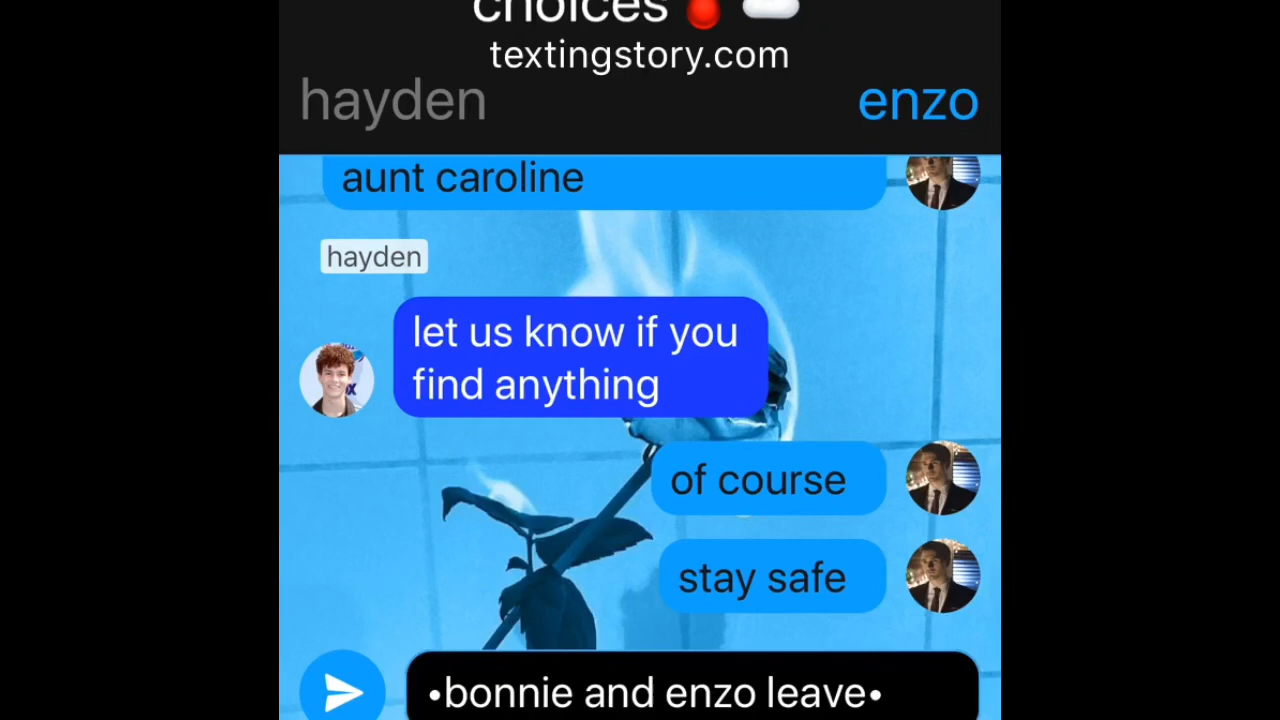 choices
textingstory.com
hayden enzo
aunt caroline
hayden
let us know if you
find anything
of course
stay safe
•bonnie and enzo leave•